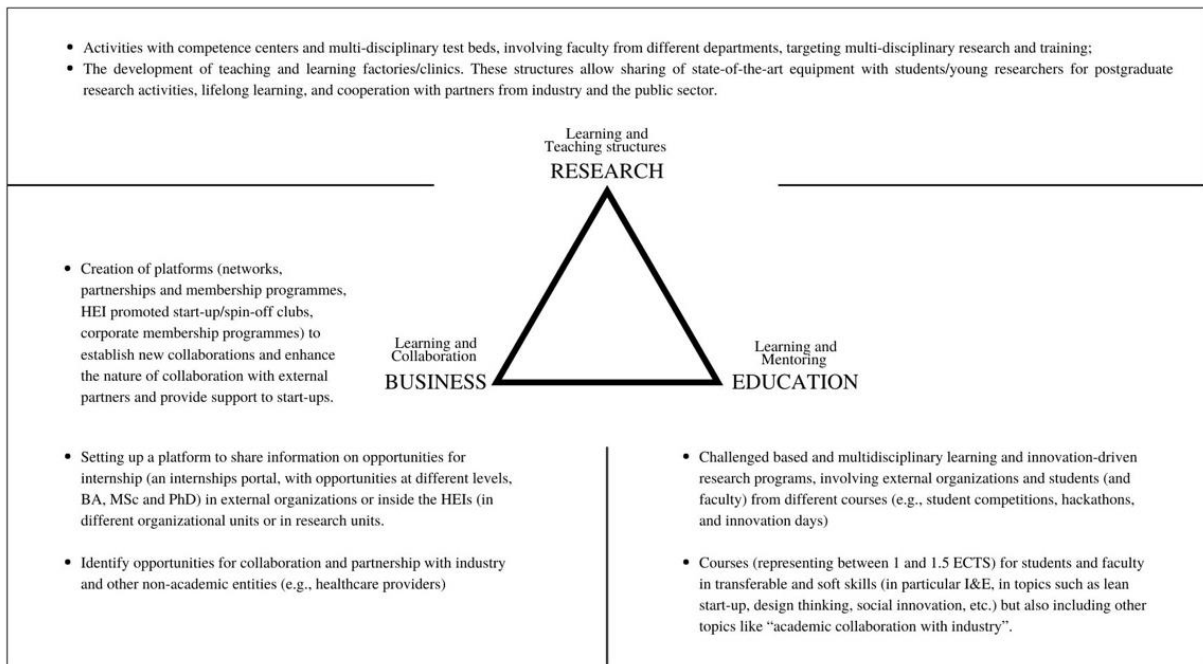 • Activities with competence centers and multi-disciplinary test beds, involving faculty from different departments, targeting multi-disciplinary research and training;
• The development of teaching and learning factories/clinics. These structures allow sharing of state-of-the-art equipment with students/young researchers for postgraduate
research activities, lifelong learning, and cooperation with partners from industry and the public sector.
Learning and
Teaching structures
RESEARCH
• Creation of platforms (networks,
partnerships and membership programmes,
HEI promoted start-up/spin-off clubs,
corporate membership programmes) to
establish new collaborations and enhance
the nature of collaboration with external
partners and provide support to start-ups.
Learning and
Collaboration
BUSINESS
Learning and
Mentoring
EDUCATION
• Setting up a platform to share information on opportunities for
internship (an internships portal, with opportunities at different levels,
BA, MSc and PhD) in external organizations or inside the HEIs (in
different organizational units or in research units.
• Identify opportunities for collaboration and partnership with industry
and other non-academic entities (e.g., healthcare providers)
• Challenged based and multidisciplinary learning and innovation-driven
research programs, involving external organizations and students (and
faculty) from different courses (e.g., student competitions, hackathons,
and innovation days)
• Courses (representing between 1 and 1.5 ECTS) for students and faculty
in transferable and soft skills (in particular I&E, in topics such as lean
start-up, design thinking, social innovation, etc.) but also including other
topics like “academic collaboration with industry”.